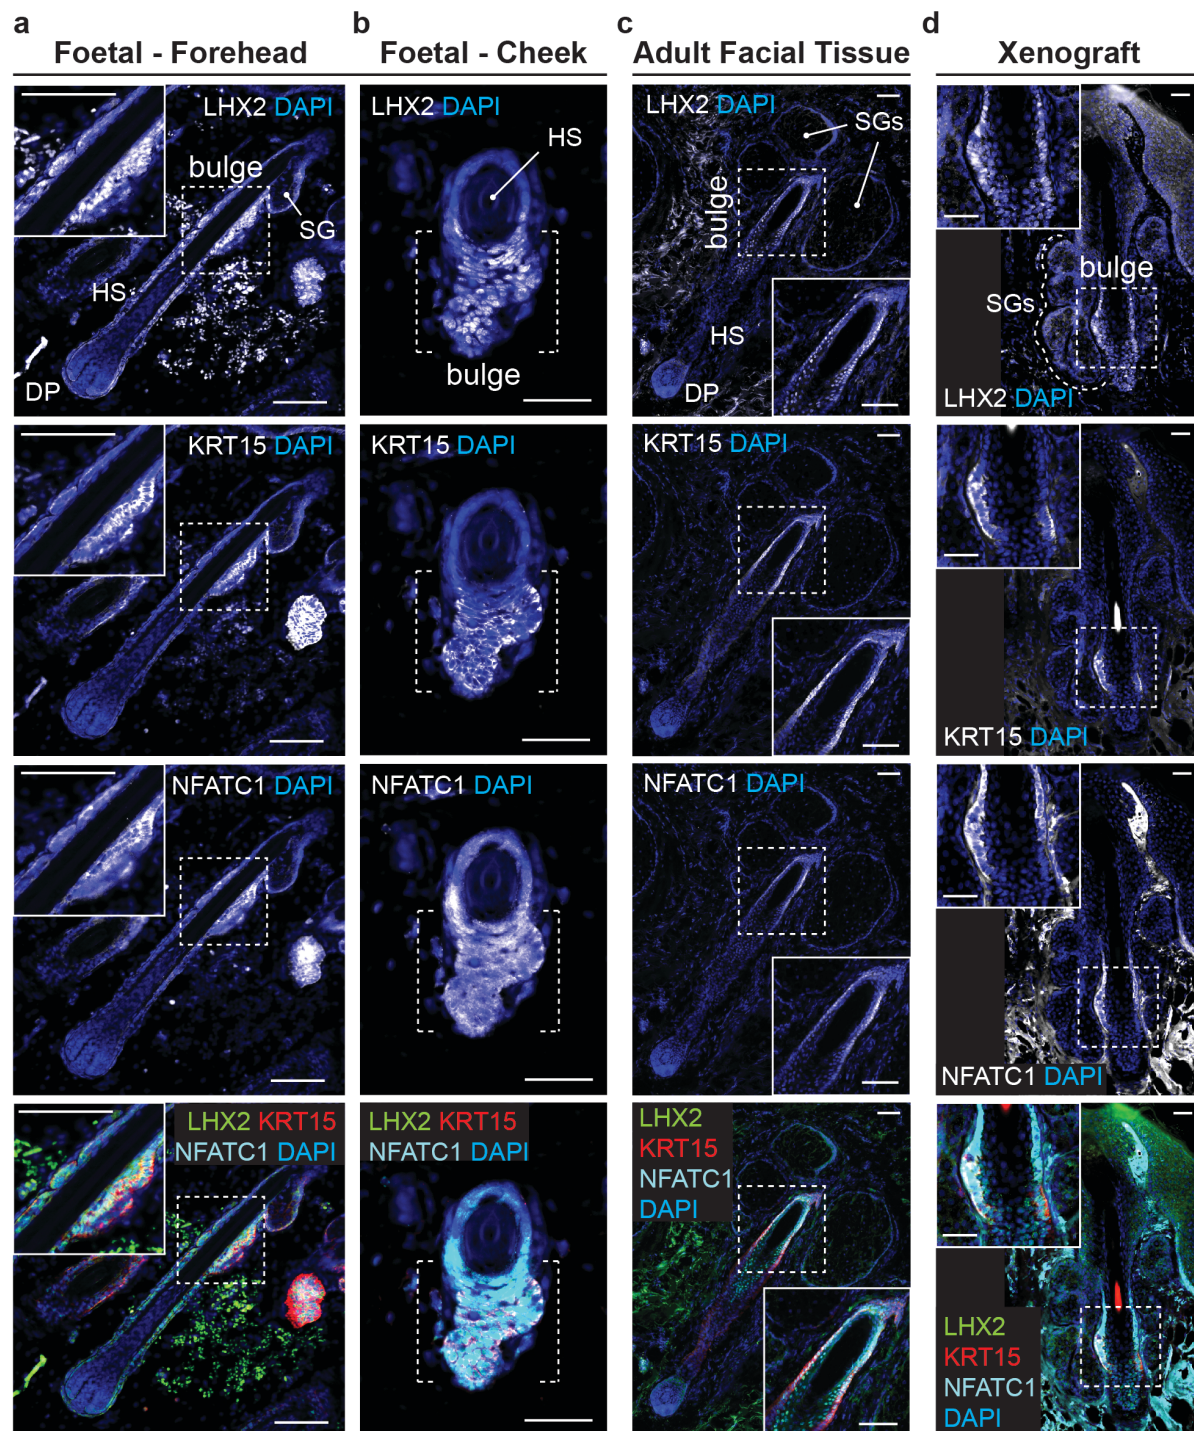 a
Foetal - Forehead
b
Foetal - Cheek
c
Adult Facial Tissue
d
Xenograft
LHX2 DAPI
bulge
SG
HS
DP
LHX2 DAPI
HS
bulge
LHX2 DAPI
SGs
bulge
HS
DP
bulge
SGs
LHX2 DAPI
KRT15 DAPI
KRT15 DAPI
KRT15 DAPI
KRT15 DAPI
NFATC1 DAPI
NFATC1 DAPI
NFATC1 DAPI
NFATC1 DAPI
LHX2 KRT15
NFATC1 DAPI
LHX2 KRT15
NFATC1 DAPI
LHX2
KRT15
NFATC1
DAPI
LHX2
KRT15
NFATC1
DAPI